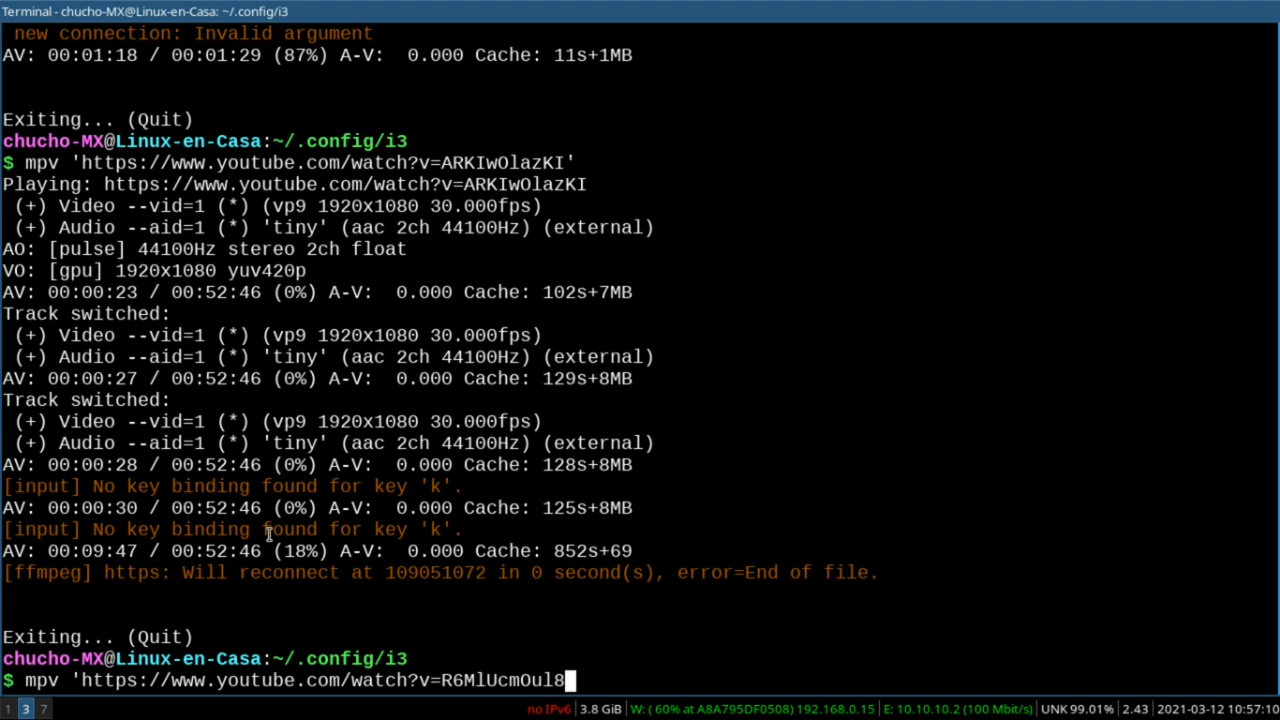 Terminal - chucho-MX@Linux-en-Casa: ~/.config/i3
new connection: Invalid argument
AV: 00:01:18 / 00:01:29 (87%) A-V:  0.000 Cache: 11s+1MB
Exiting... (Quit)
chucho-MX@Linux-en-Casa:~/.config/i3
$ mpv 'https://www.youtube.com/watch?v=ARKIwOlazKI'
Playing: https://www.youtube.com/watch?v=ARKIwOlazKI
(+) Video --vid=1 (*) (vp9 1920x1080 30.000fps)
(+) Audio --aid=1 (*) 'tiny' (aac 2ch 44100Hz) (external)
AO: [pulse] 44100Hz stereo 2ch float
VO: [gpu] 1920x1080 yuv420p
AV: 00:00:23 / 00:52:46 (0%) A-V:  0.000 Cache: 102s+7MB
Track switched:
(+) Video --vid=1 (*) (vp9 1920x1080 30.000fps)
(+) Audio --aid=1 (*) 'tiny' (aac 2ch 44100Hz) (external)
AV: 00:00:27 / 00:52:46 (0%) A-V:  0.000 Cache: 129s+8MB
Track switched:
(+) Video --vid=1 (*) (vp9 1920x1080 30.000fps)
(+) Audio --aid=1 (*) 'tiny' (aac 2ch 44100Hz) (external)
AV: 00:00:28 / 00:52:46 (0%) A-V:  0.000 Cache: 128s+8MB
[input] No key binding found for key 'k'.
AV: 00:00:30 / 00:52:46 (0%) A-V:  0.000 Cache: 125s+8MB
[input] No key binding found for key 'k'.
AV: 00:09:47 / 00:52:46 (18%) A-V:  0.000 Cache: 852s+69
[ffmpeg] https: Will reconnect at 109051072 in 0 second(s), error=End of file.
Exiting... (Quit)
chucho-MX@Linux-en-Casa:~/.config/i3
$ mpv 'https://www.youtube.com/watch?v=R6MlUcmOul8
1 3 7 no IPv6 | 3.8 GiB | W: ( 60% at A8A795DF0508) 192.168.0.15 | E: 10.10.10.2 (100 Mbit/s) | UNK 99.01% | 2.43 | 2021-03-12 10:57:10